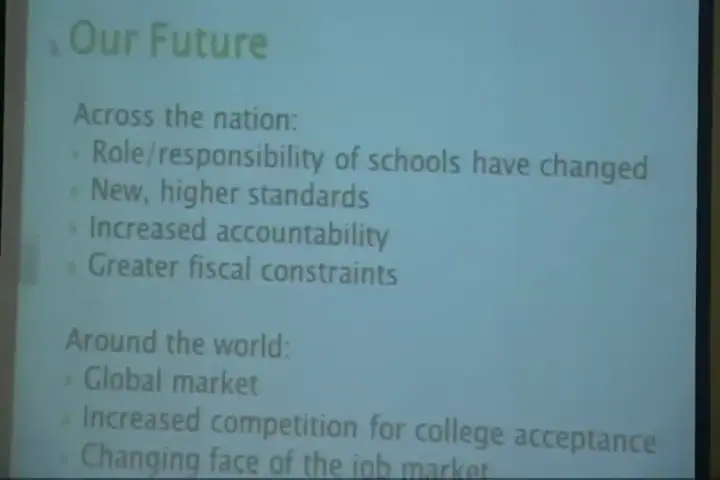 Our Future
Across the nation:
Role/responsibility of schools have changed
New, higher standards
Increased accountability
Greater fiscal constraints
Around the world:
Global market
Increased competition for college acceptance
Changing face of the job market